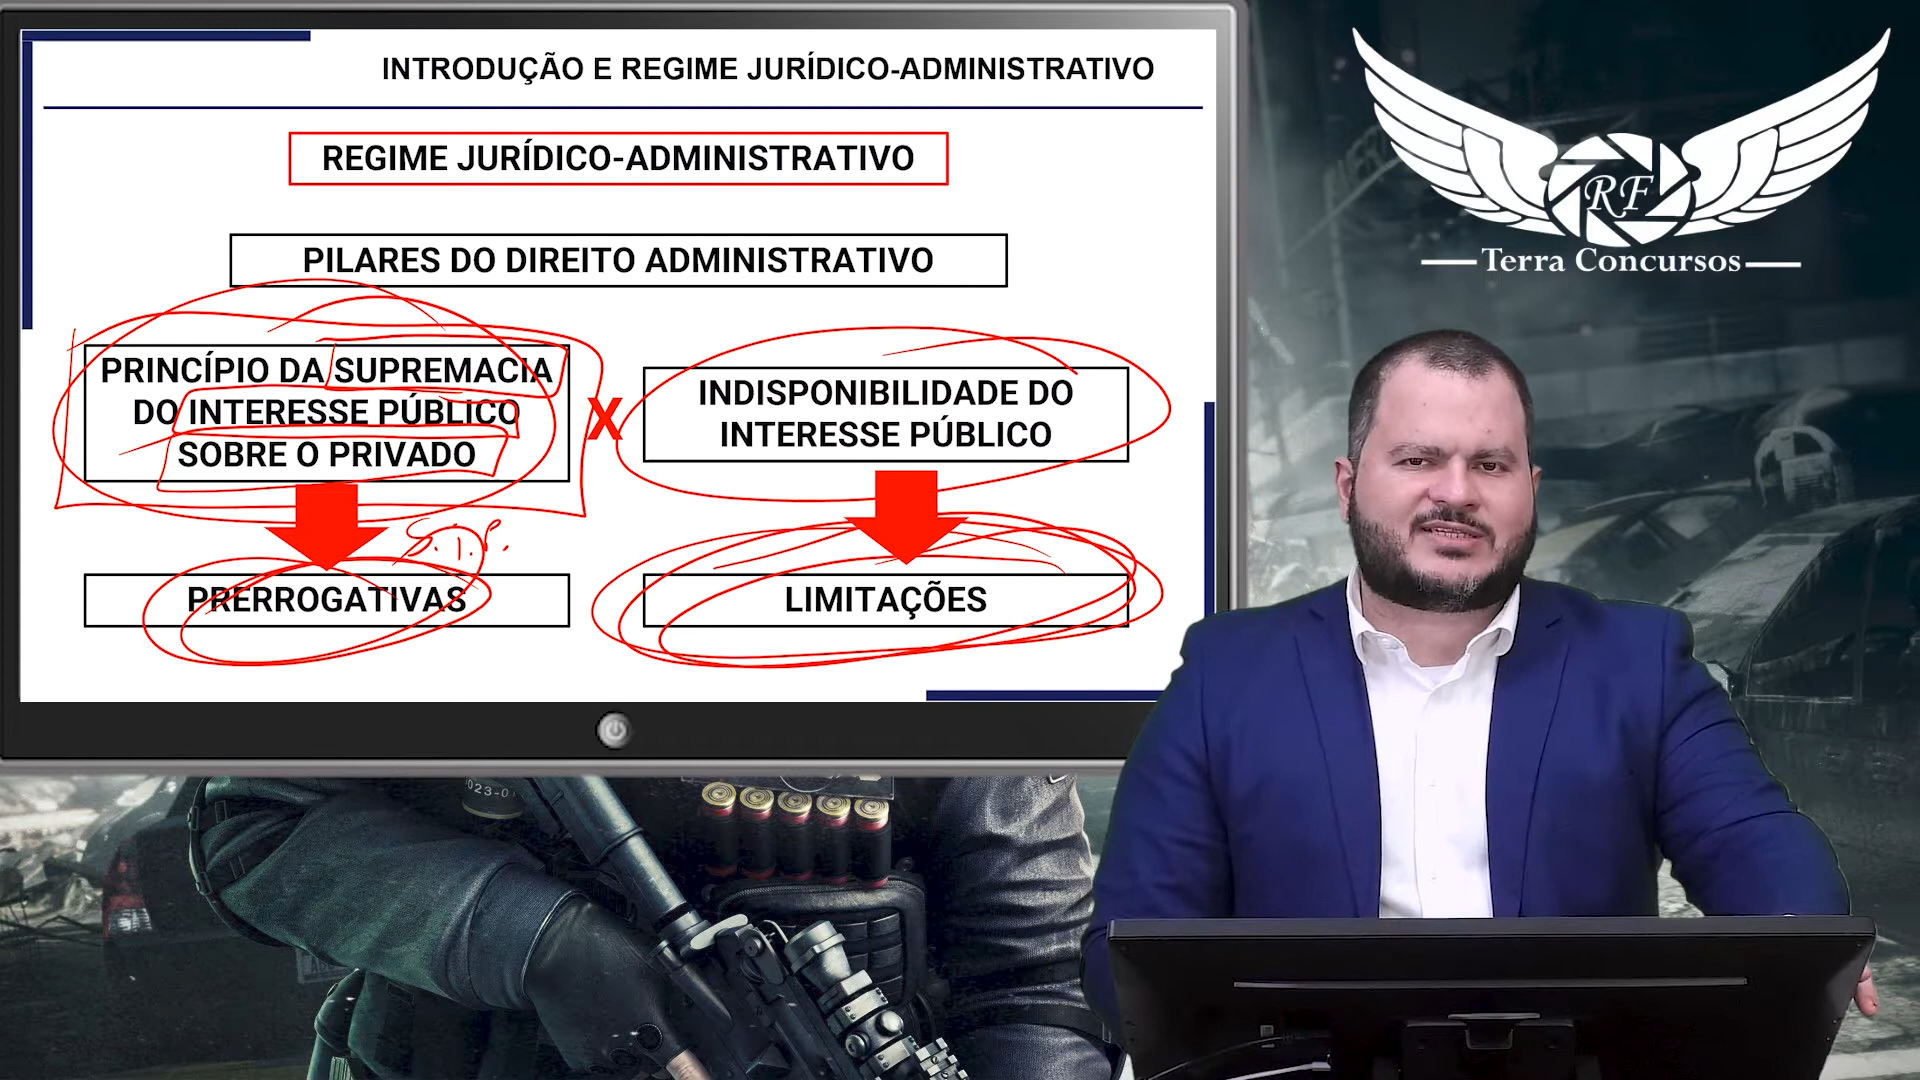 INTRODUÇÃO E REGIME JURÍDICO-ADMINISTRATIVO
REGIME JURÍDICO-ADMINISTRATIVO
PILARES DO DIREITO ADMINISTRATIVO
PRINCÍPIO DA SUPREMACIA
DO INTERESSE PÚBLICO
SOBRE O PRIVADO
X
INDISPONIBILIDADE DO
INTERESSE PÚBLICO
S.I.P.
PRERROGATIVAS
LIMITAÇÕES
RF
Terra Concursos